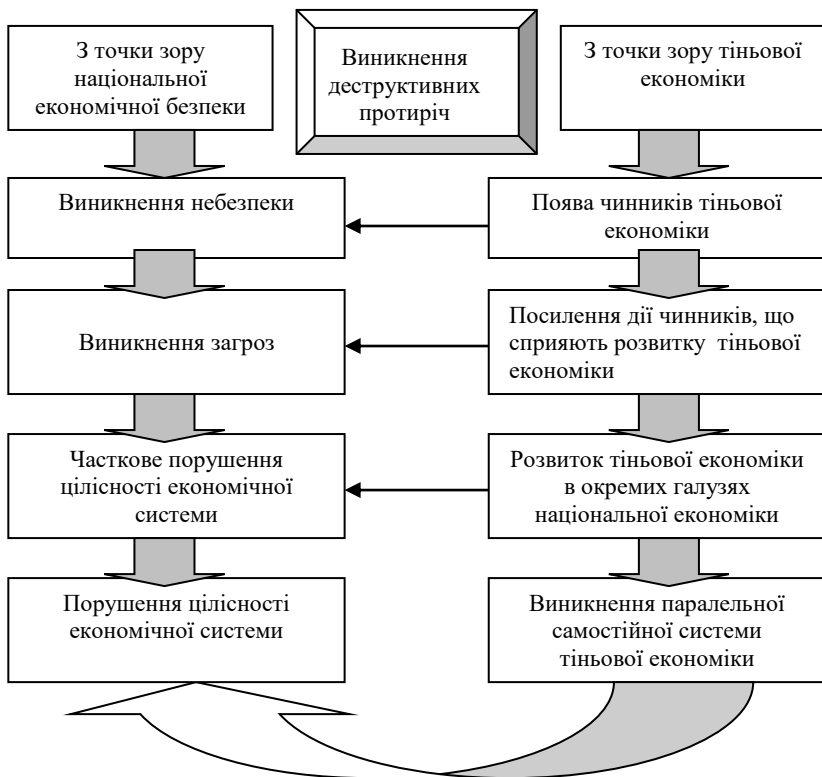 З точки зору
національної
економічної безпеки
Виникнення
деструктивних
протиріч
З точки зору тіньової
економіки
Виникнення небезпеки
Поява чинників тіньової
економіки
Виникнення загроз
Посилення дії чинників, що
сприяють розвитку тіньової
економіки
Часткове порушення
цілісності економічної
системи
Розвиток тіньової економіки
в окремих галузях
національної економіки
Порушення цілісності
економічної системи
Виникнення паралельної
самостійної системи
тіньової економіки